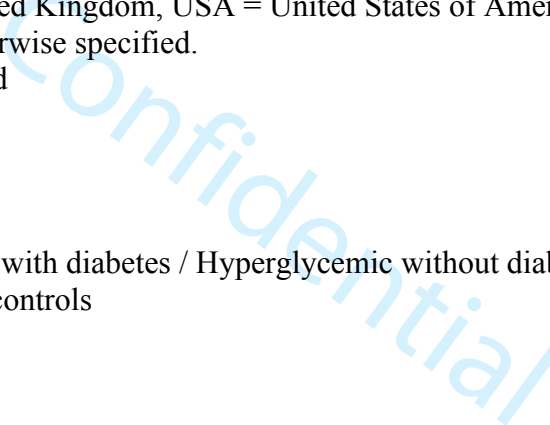 ed Kingdom, USA = United States of Amer
rwise specified.
d
with diabetes / Hyperglycemic without diab
controls
Confidential